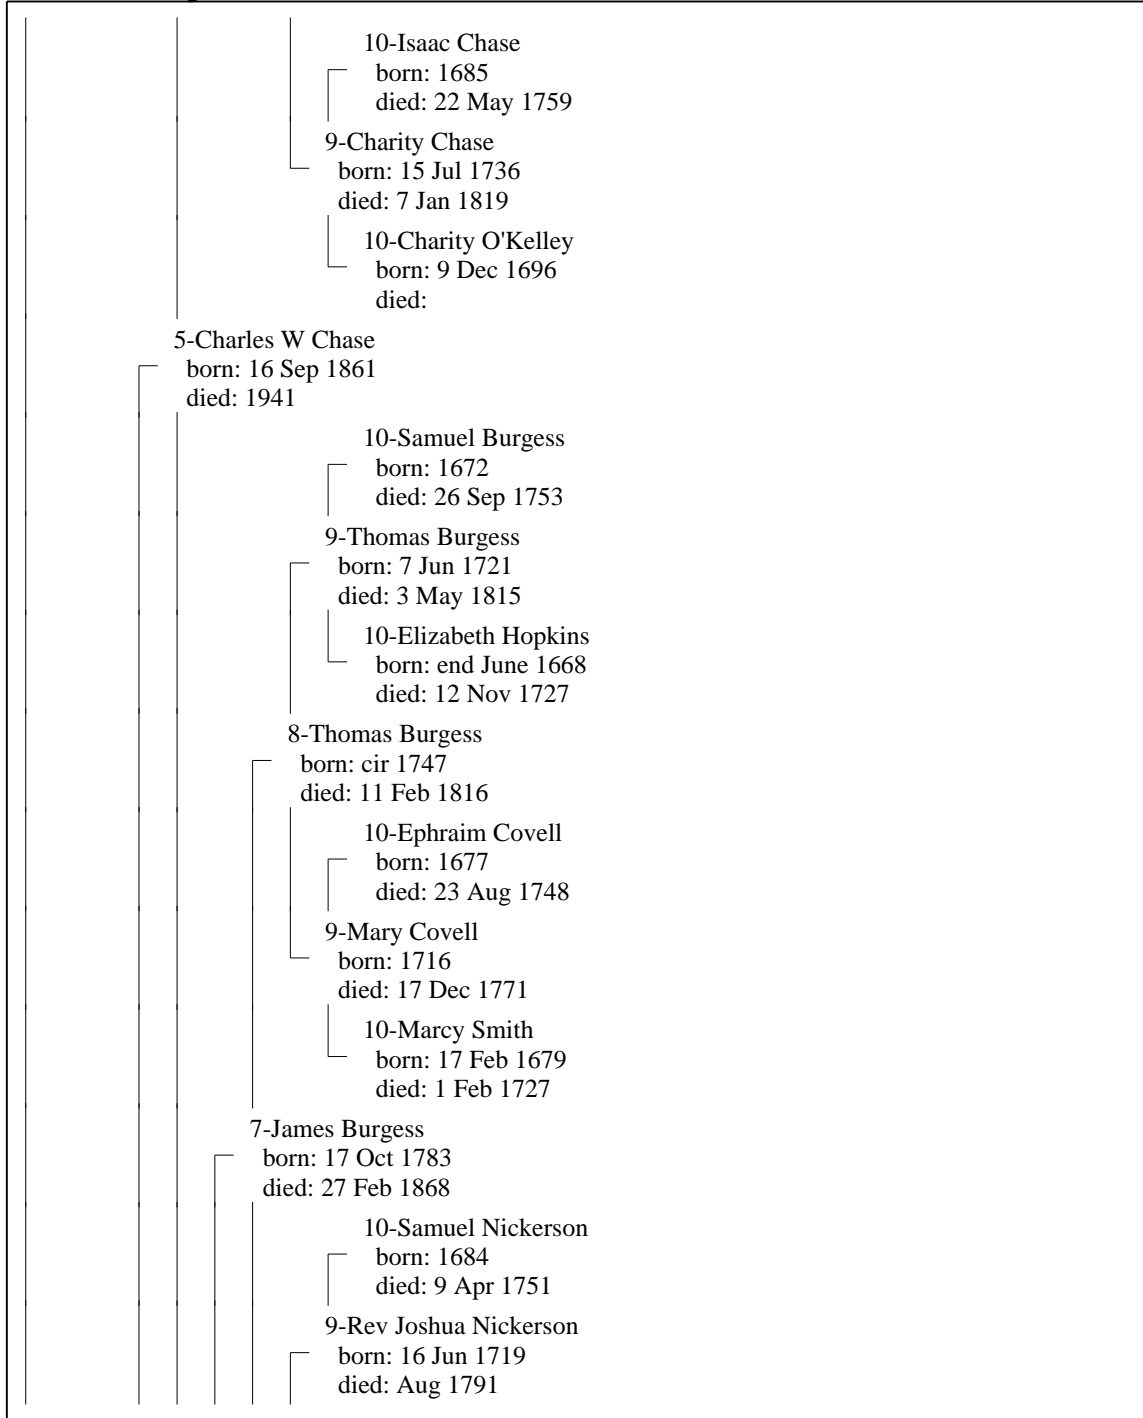 10-Isaac Chase
born: 1685
died: 22 May 1759
9-Charity Chase
born: 15 Jul 1736
died: 7 Jan 1819
10-Charity O'Kelley
born: 9 Dec 1696
died:
5-Charles W Chase
born: 16 Sep 1861
died: 1941
10-Samuel Burgess
born: 1672
died: 26 Sep 1753
9-Thomas Burgess
born: 7 Jun 1721
died: 3 May 1815
10-Elizabeth Hopkins
born: end June 1668
died: 12 Nov 1727
8-Thomas Burgess
born: cir 1747
died: 11 Feb 1816
10-Ephraim Covell
born: 1677
died: 23 Aug 1748
9-Mary Covell
born: 1716
died: 17 Dec 1771
10-Marcy Smith
born: 17 Feb 1679
died: 1 Feb 1727
7-James Burgess
born: 17 Oct 1783
died: 27 Feb 1868
10-Samuel Nickerson
born: 1684
died: 9 Apr 1751
9-Rev Joshua Nickerson
born: 16 Jun 1719
died: Aug 1791